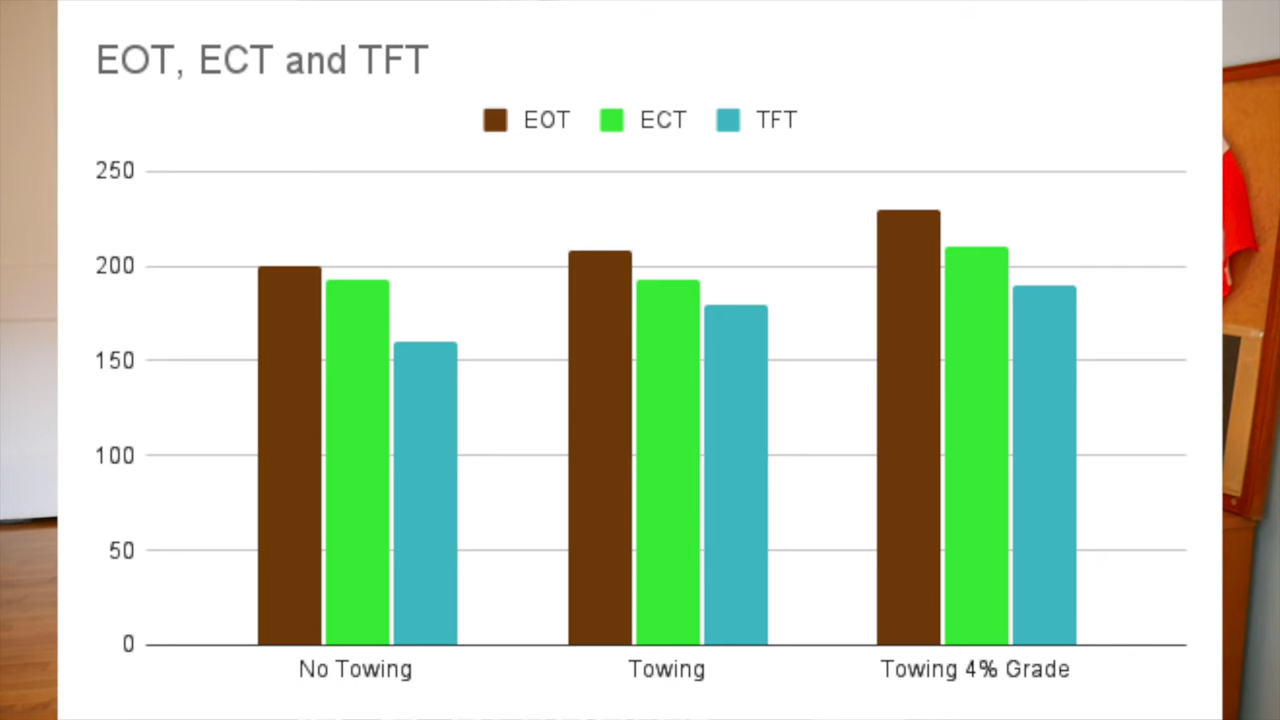 EOT, ECT and TFT
EOT ECT TFT
250
200
150
100
50
0
No Towing Towing Towing 4% Grade